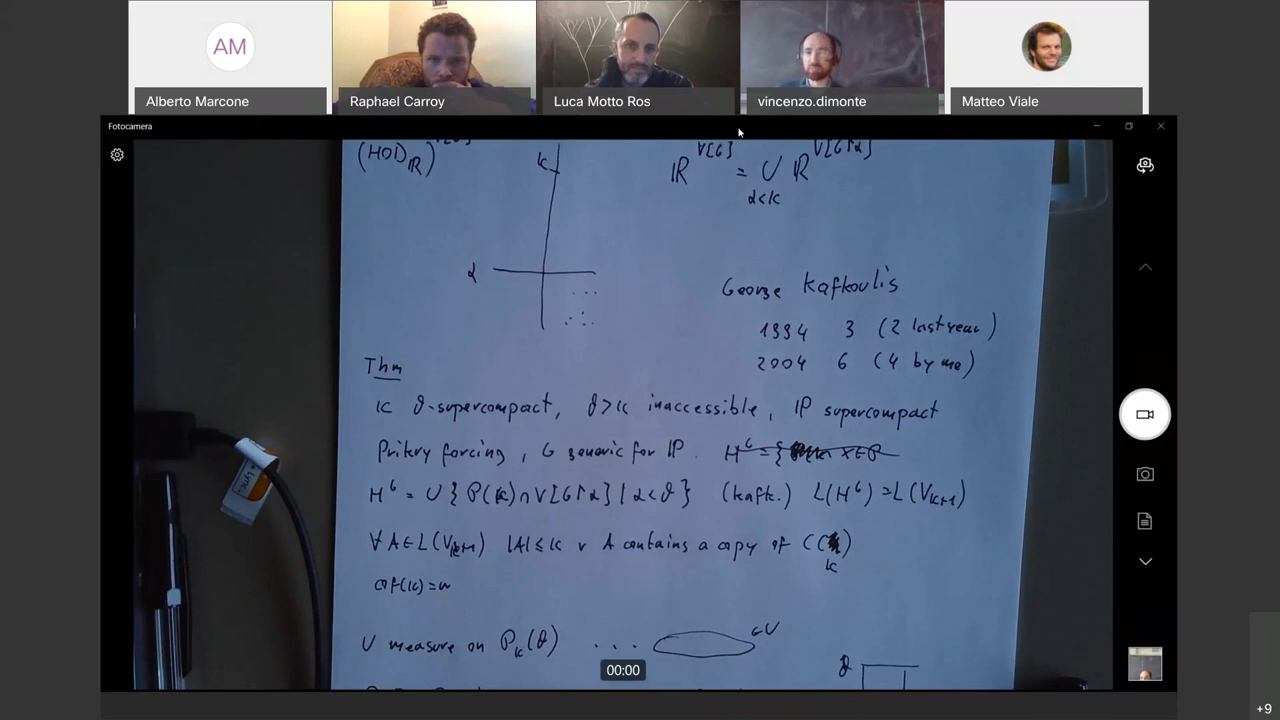 AM
Alberto Marcone
Raphael Carroy
Luca Motto Ros
vincenzo.dimonte
Matteo Viale
Fotocamera
(HOD_ℝ)
κ
ℝ^V[G] = ∪ ℝ^V[G↾α]
α<κ
α
George Kafkoulis
1994 3 (2 last year)
2004 6 (4 by me)
Thm
κ θ-supercompact, θ>κ inaccessible, ℙ supercompact
Prikry forcing, G generic for ℙ.
H^G = ∪ {P(κ)∩V[G↾α] | α<θ} (kafk.) L(H^G)=L(V_κ+1)
∀A∈L(V_κ+1) |A|≤κ ∨ A contains a copy of C(κ)
cof(κ)=ω
U measure on P_κ(θ) ... ∈U
00:00
θ
+9